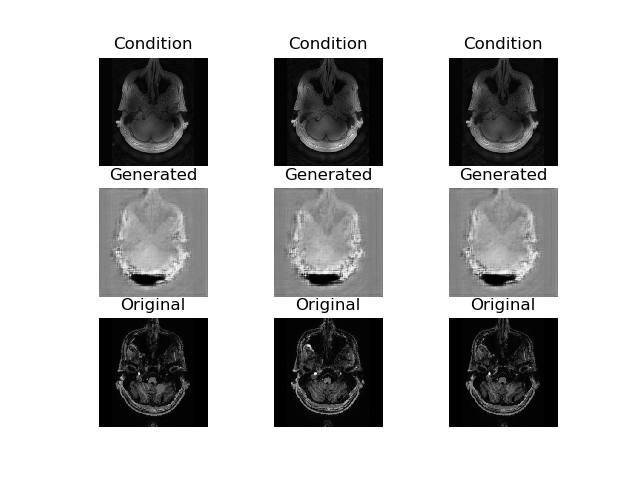 Condition Condition Condition
Generated Generated Generated
Original Original Original